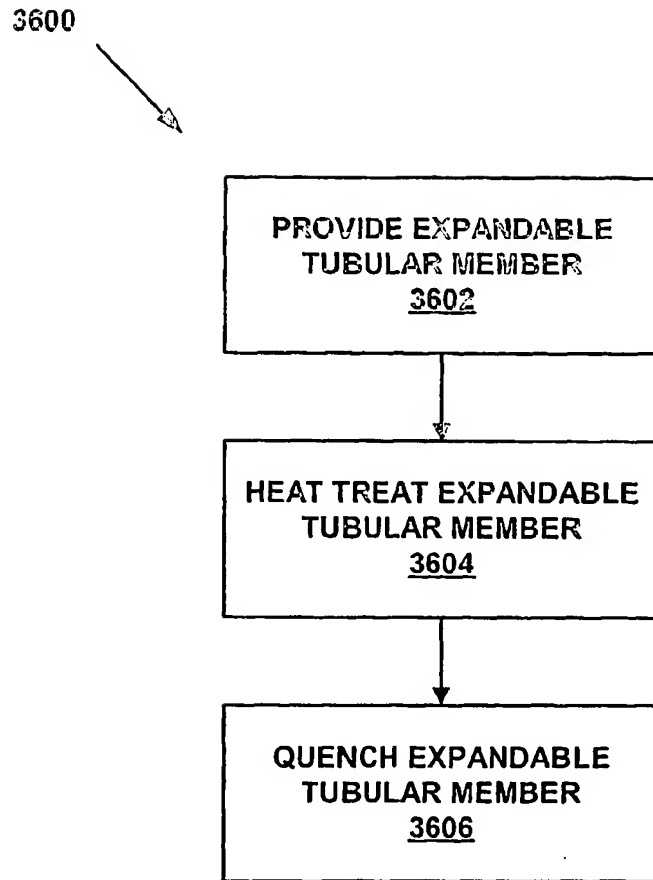 3600
PROVIDE EXPANDABLE
TUBULAR MEMBER
3602
HEAT TREAT EXPANDABLE
TUBULAR MEMBER
3604
QUENCH EXPANDABLE
TUBULAR MEMBER
3606